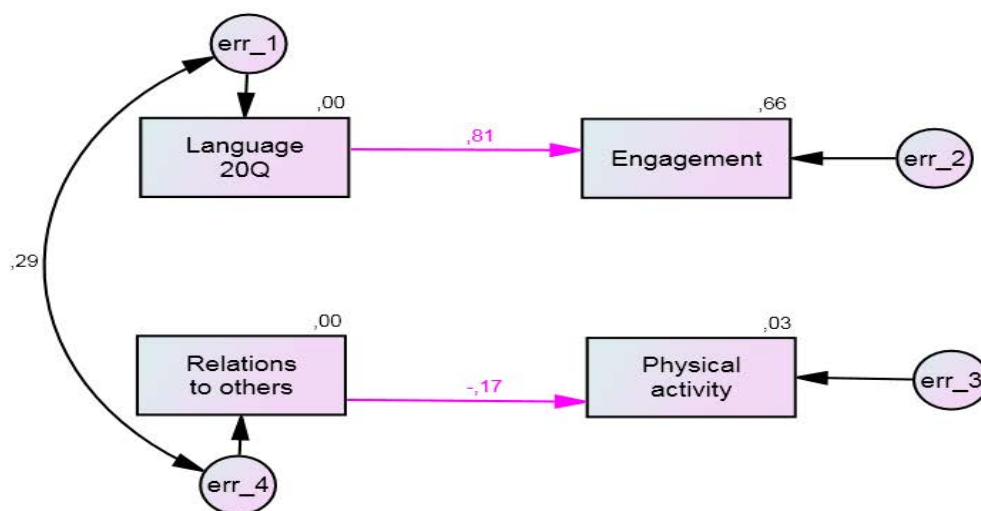 err_1
,00
,66
Language
20Q
,81
Engagement
err_2
,29
,00
,03
Relations
to others
-,17
Physical
activity
err_3
err_4